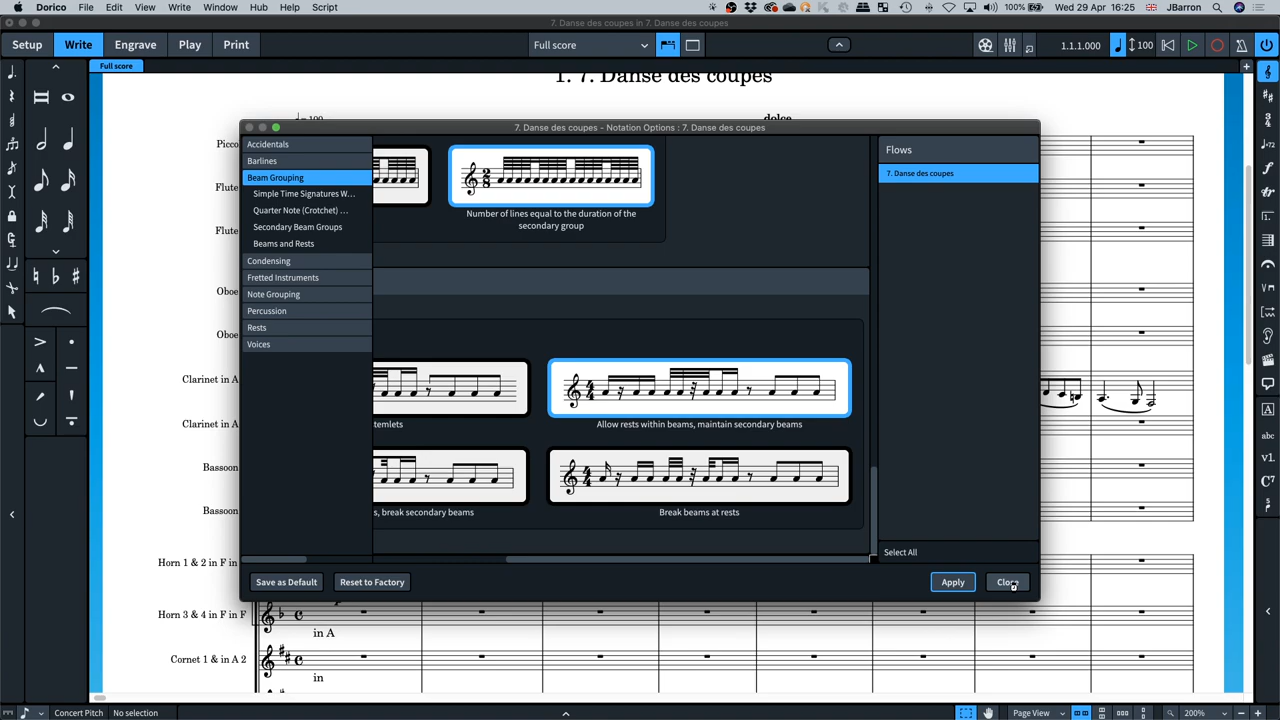 Dorico File Edit View Write Window Hub Help Script 100% Wed 29 Apr 16:25 JBarron
7. Danse des coupes in 7. Danse des coupes
Setup Write Engrave Play Print Full score 1.1.1.000 100
Full score
1. 7. Danse des coupes
=100
dolce
7. Danse des coupes - Notation Options : 7. Danse des coupes
Accidentals
Barlines
Beam Grouping
Simple Time Signatures W...
Quarter Note (Crotchet) ...
Secondary Beam Groups
Beams and Rests
Condensing
Fretted Instruments
Note Grouping
Percussion
Rests
Voices
Number of lines equal to the duration of the
secondary group
Allow rests within beams, maintain secondary beams
s, break secondary beams
Break beams at rests
Flows
7. Danse des coupes
Select All
Save as Default
Reset to Factory
Apply
Close
Picco
Flute
Flute
Oboe
Oboe
Clarinet in A
Clarinet in A
Bassoon
Bassoon
Horn 1 & 2 in F in
Horn 3 & 4 in F in F
in A
Cornet 1 & in A 2
in
Concert Pitch No selection Page View 200%